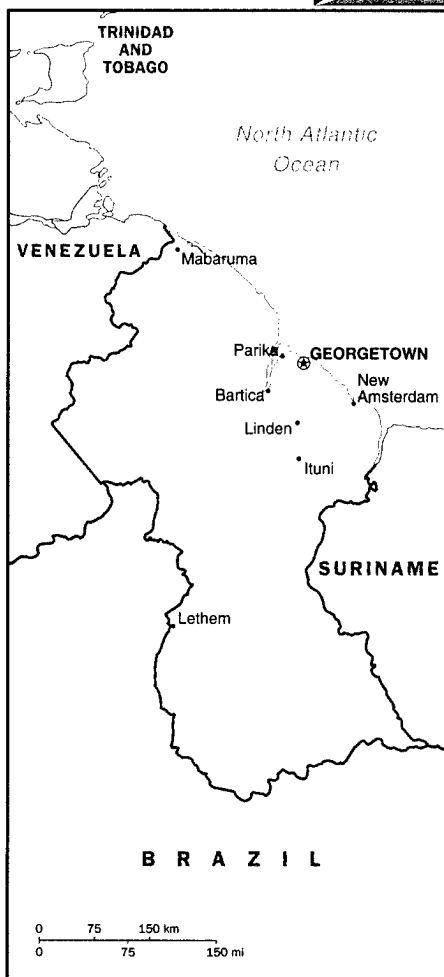 TRINIDAD
AND
TOBAGO
North Atlantic
Ocean
VENEZUELA
Mabaruma
Parika
GEORGETOWN
New
Amsterdam
Bartica
Linden
Ituni
SURINAME
Lethem
BRAZIL
0 75 150 km
0 75 150 mi